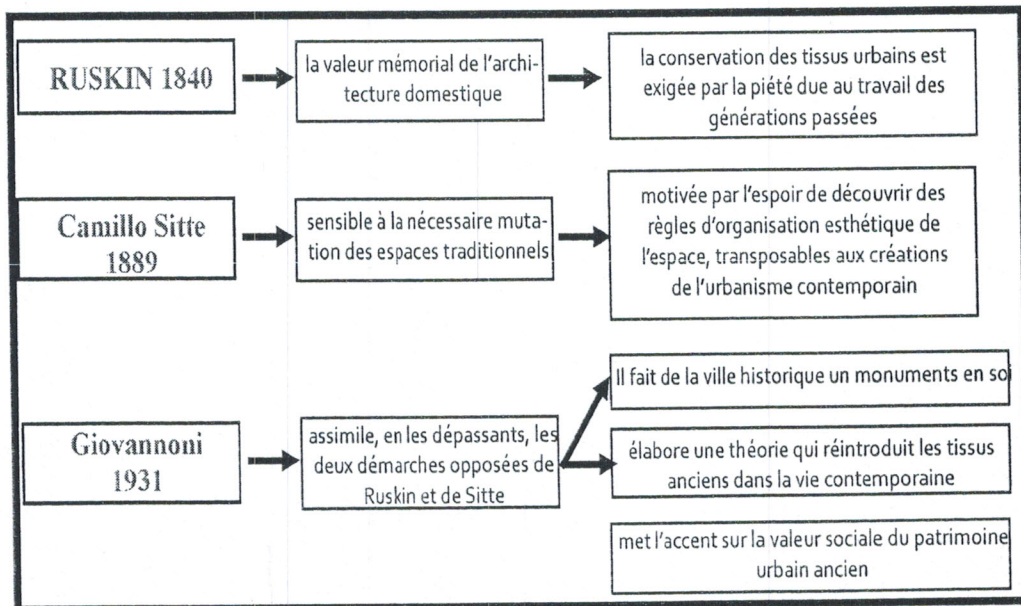 RUSKIN 1840
la valeur mémorial de l'archi-
tecture domestique
la conservation des tissus urbains est
exigée par la piété due au travail des
générations passées
Camillo Sitte
1889
sensible à la nécessaire muta-
tion des espaces traditionnels
motivée par l'espoir de découvrir des
règles d'organisation esthétique de
l'espace, transposables aux créations
de l'urbanisme contemporain
Giovannoni
1931
assimile, en les dépassants, les
deux démarches opposées de
Ruskin et de Sitte
Il fait de la ville historique un monuments en soi
élabore une théorie qui réintroduit les tissus
anciens dans la vie contemporaine
met l'accent sur la valeur sociale du patrimoine
urbain ancien